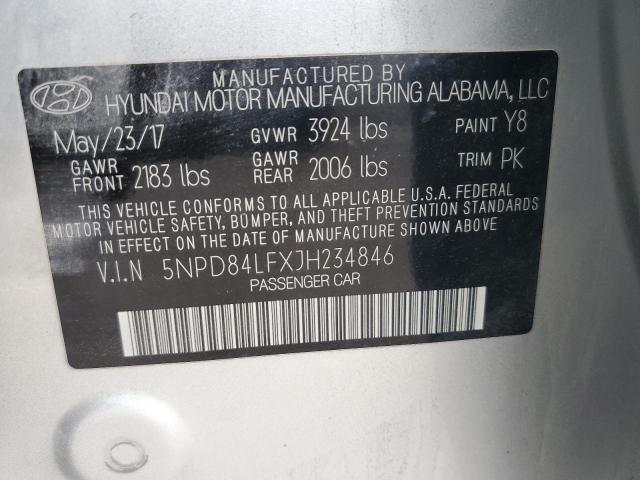 MANUFACTURED BY
HYUNDAI MOTOR MANUFACTURING ALABAMA, LLC
May/23/17 GVWR 3924 lbs PAINT Y8
GAWR FRONT 2183 lbs GAWR REAR 2006 lbs TRIM PK
THIS VEHICLE CONFORMS TO ALL APPLICABLE U.S.A. FEDERAL
MOTOR VEHICLE SAFETY, BUMPER, AND THEFT PREVENTION STANDARDS
IN EFFECT ON THE DATE OF MANUFACTURE SHOWN ABOVE.
V.I.N 5NPD84LFXJH234846
PASSENGER CAR